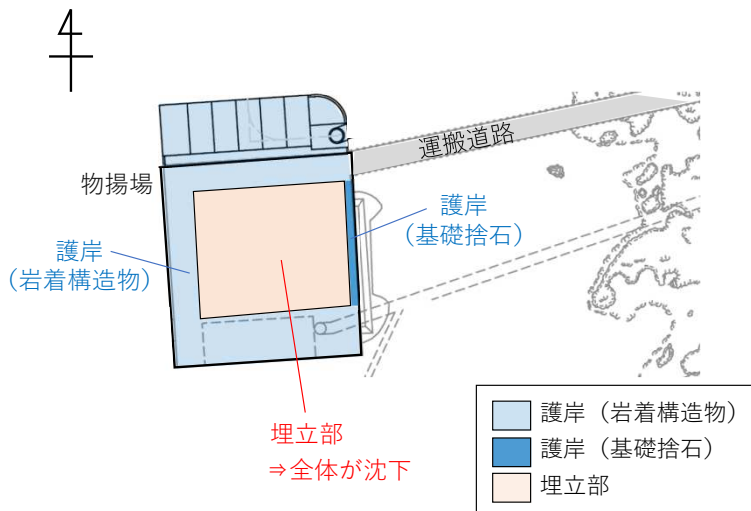 運搬道路
物揚場
護岸
（基礎捨石）
護岸
（岩着構造物）
埋立部
⇒全体が沈下
護岸（岩着構造物）
護岸（基礎捨石）
埋立部